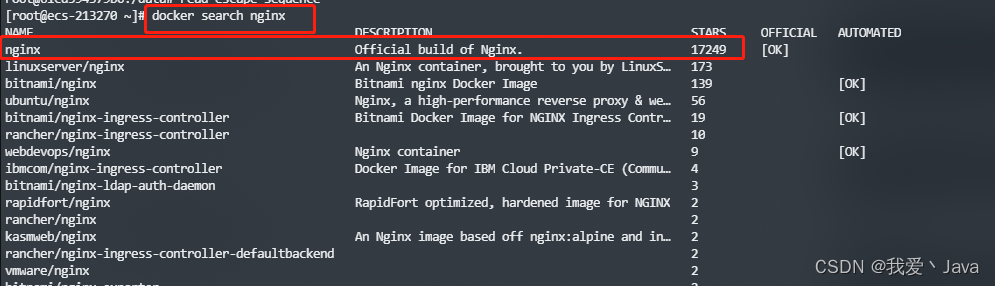 [root@ecs-213270 ~]# docker search nginx
NAME DESCRIPTION STARS OFFICIAL AUTOMATED
nginx Official build of Nginx. 17249 [OK]
linuxserver/nginx An Nginx container, brought to you by LinuxS… 173
bitnami/nginx Bitnami nginx Docker Image 139 [OK]
ubuntu/nginx Nginx, a high-performance reverse proxy & we… 56
bitnami/nginx-ingress-controller Bitnami Docker Image for NGINX Ingress Contr… 19 [OK]
rancher/nginx-ingress-controller 10
webdevops/nginx Nginx container 9 [OK]
ibmcom/nginx-ingress-controller Docker Image for IBM Cloud Private-CE (Commu… 4
bitnami/nginx-ldap-auth-daemon 3
rapidfort/nginx RapidFort optimized, hardened image for NGINX 2
rancher/nginx 2
kasmweb/nginx An Nginx image based off nginx:alpine and in… 2
rancher/nginx-ingress-controller-defaultbackend 2
vmware/nginx 2
bitnami/nginx-exporter 2
CSDN @我爱丶Java